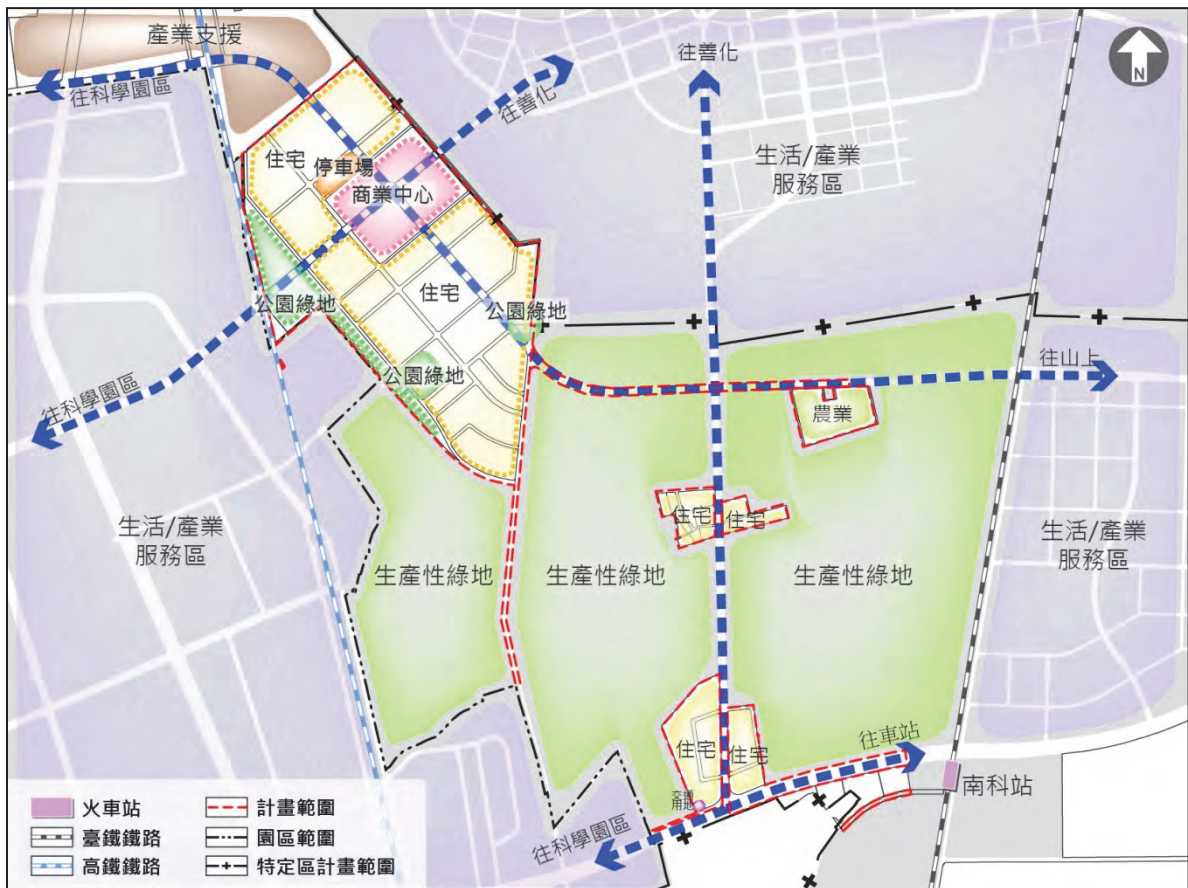 產業支援
往科學園區
往善化
往善化
N
生活/產業
服務區
住宅
停車場
商業中心
住宅
公園綠地
公園綠地
公園綠地
往科學園區
往山上
農業
生活/產業
服務區
生活/產業
服務區
住宅
住宅
生產性綠地
生產性綠地
生產性綠地
住宅
住宅
往車站
交通
用地
南科站
往科學園區
火車站
臺鐵鐵路
高鐵鐵路
計畫範圍
園區範圍
特定區計畫範圍